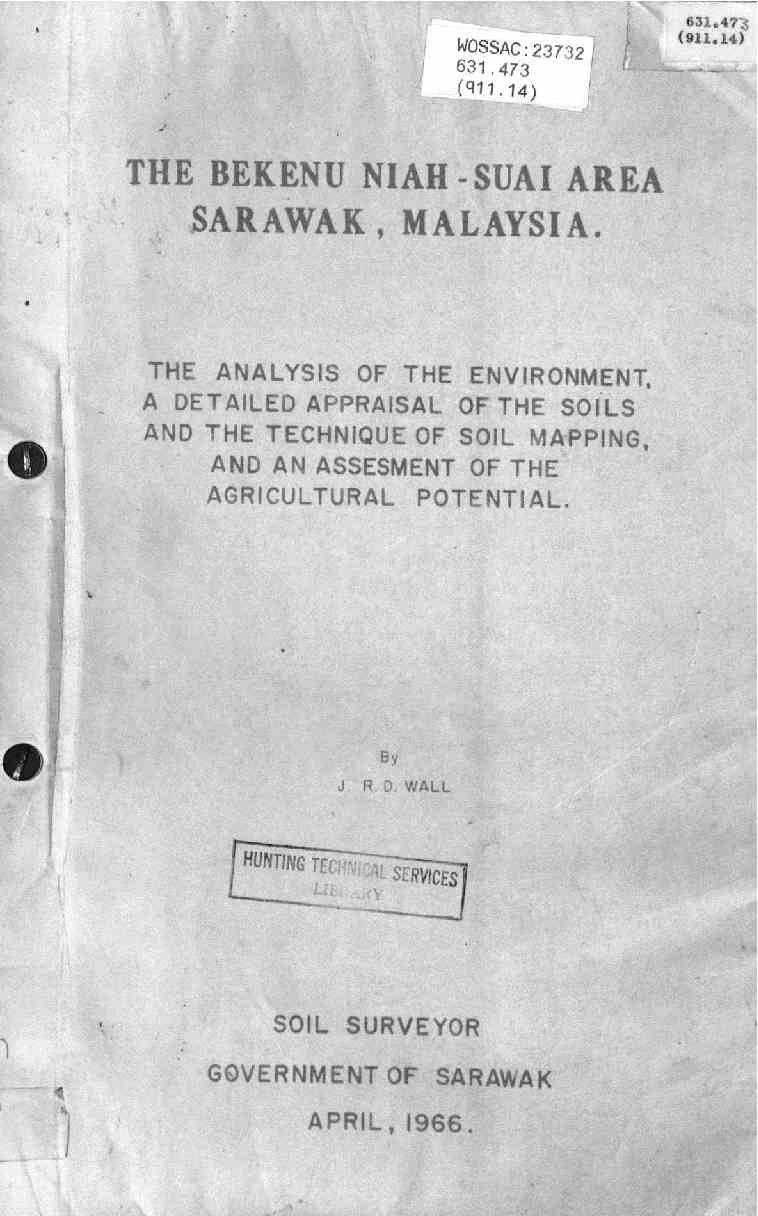 631.473
(911.14)
WOSSAC:23732
631.473
(911.14)
THE BEKENU NIAH-SUAI AREA
SARAWAK, MALAYSIA.
THE ANALYSIS OF THE ENVIRONMENT,
A DETAILED APPRAISAL OF THE SOILS
AND THE TECHNIQUE OF SOIL MAPPING,
AND AN ASSESMENT OF THE
AGRICULTURAL POTENTIAL.
By
J. R. D. WALL
HUNTING TECHNICAL SERVICES
LIBRARY
SOIL SURVEYOR
GOVERNMENT OF SARAWAK
APRIL, 1966.